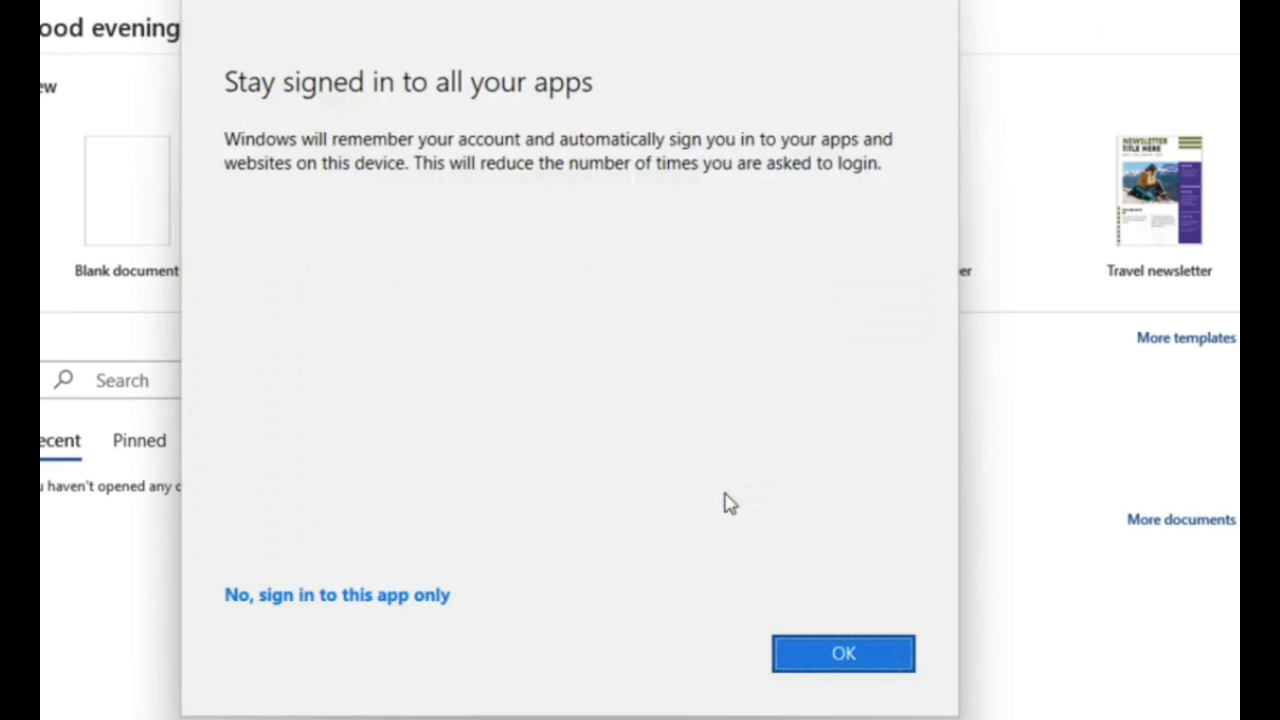 ood evening
Stay signed in to all your apps
ew
Windows will remember your account and automatically sign you in to your apps and
websites on this device. This will reduce the number of times you are asked to login.
NEWSLETTER
TITLE HERE
Blank document
er
Travel newsletter
More templates
Search
ecent
Pinned
haven't opened any
More documents
No, sign in to this app only
OK